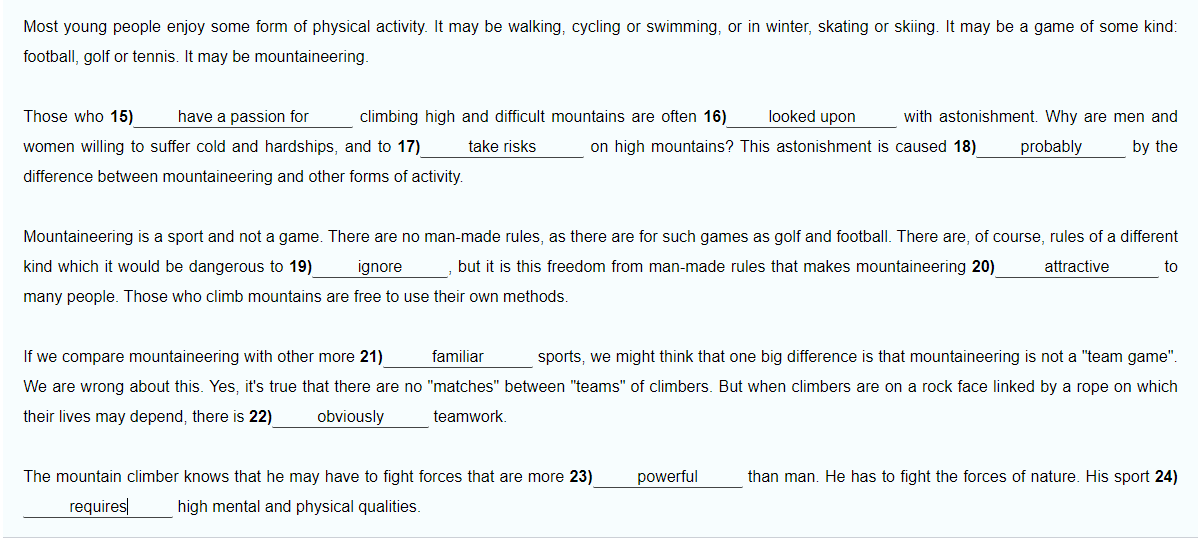 Most young people enjoy some form of physical activity. It may be walking, cycling or swimming, or in winter, skating or skiing. It may be a game of some kind:
football, golf or tennis. It may be mountaineering.
Those who 15) have a passion for climbing high and difficult mountains are often 16) looked upon with astonishment. Why are men and
women willing to suffer cold and hardships, and to 17) take risks on high mountains? This astonishment is caused 18) probably by the
difference between mountaineering and other forms of activity.
Mountaineering is a sport and not a game. There are no man-made rules, as there are for such games as golf and football. There are, of course, rules of a different
kind which it would be dangerous to 19) ignore , but it is this freedom from man-made rules that makes mountaineering 20) attractive to
many people. Those who climb mountains are free to use their own methods.
If we compare mountaineering with other more 21) familiar sports, we might think that one big difference is that mountaineering is not a "team game".
We are wrong about this. Yes, it's true that there are no "matches" between "teams" of climbers. But when climbers are on a rock face linked by a rope on which
their lives may depend, there is 22) obviously teamwork.
The mountain climber knows that he may have to fight forces that are more 23) powerful than man. He has to fight the forces of nature. His sport 24)
requires high mental and physical qualities.